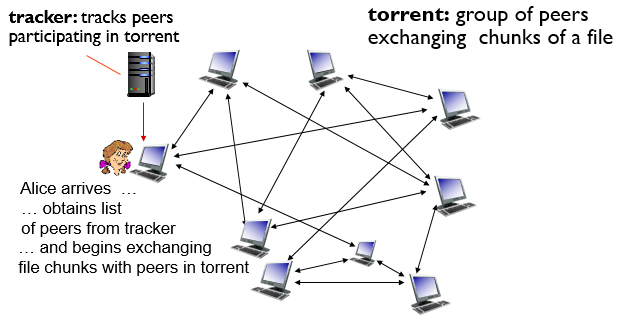 tracker: tracks peers
participating in torrent
torrent: group of peers
exchanging  chunks of a file
Alice arrives  …
… obtains list
of peers from tracker
… and begins exchanging
file chunks with peers in torrent